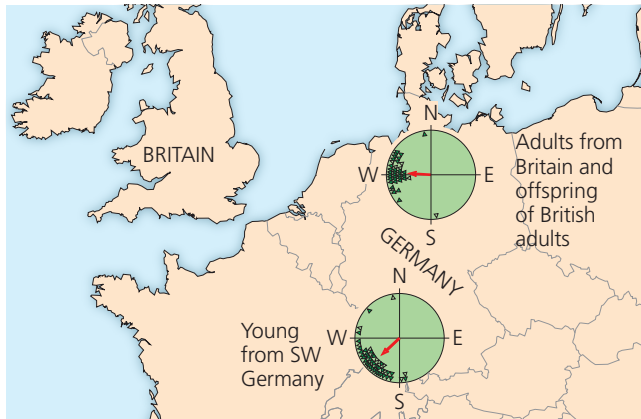 BRITAIN
N
W
E
S
Adults from
Britain and
offspring
of British
adults
GERMANY
N
W
E
S
Young
from SW
Germany